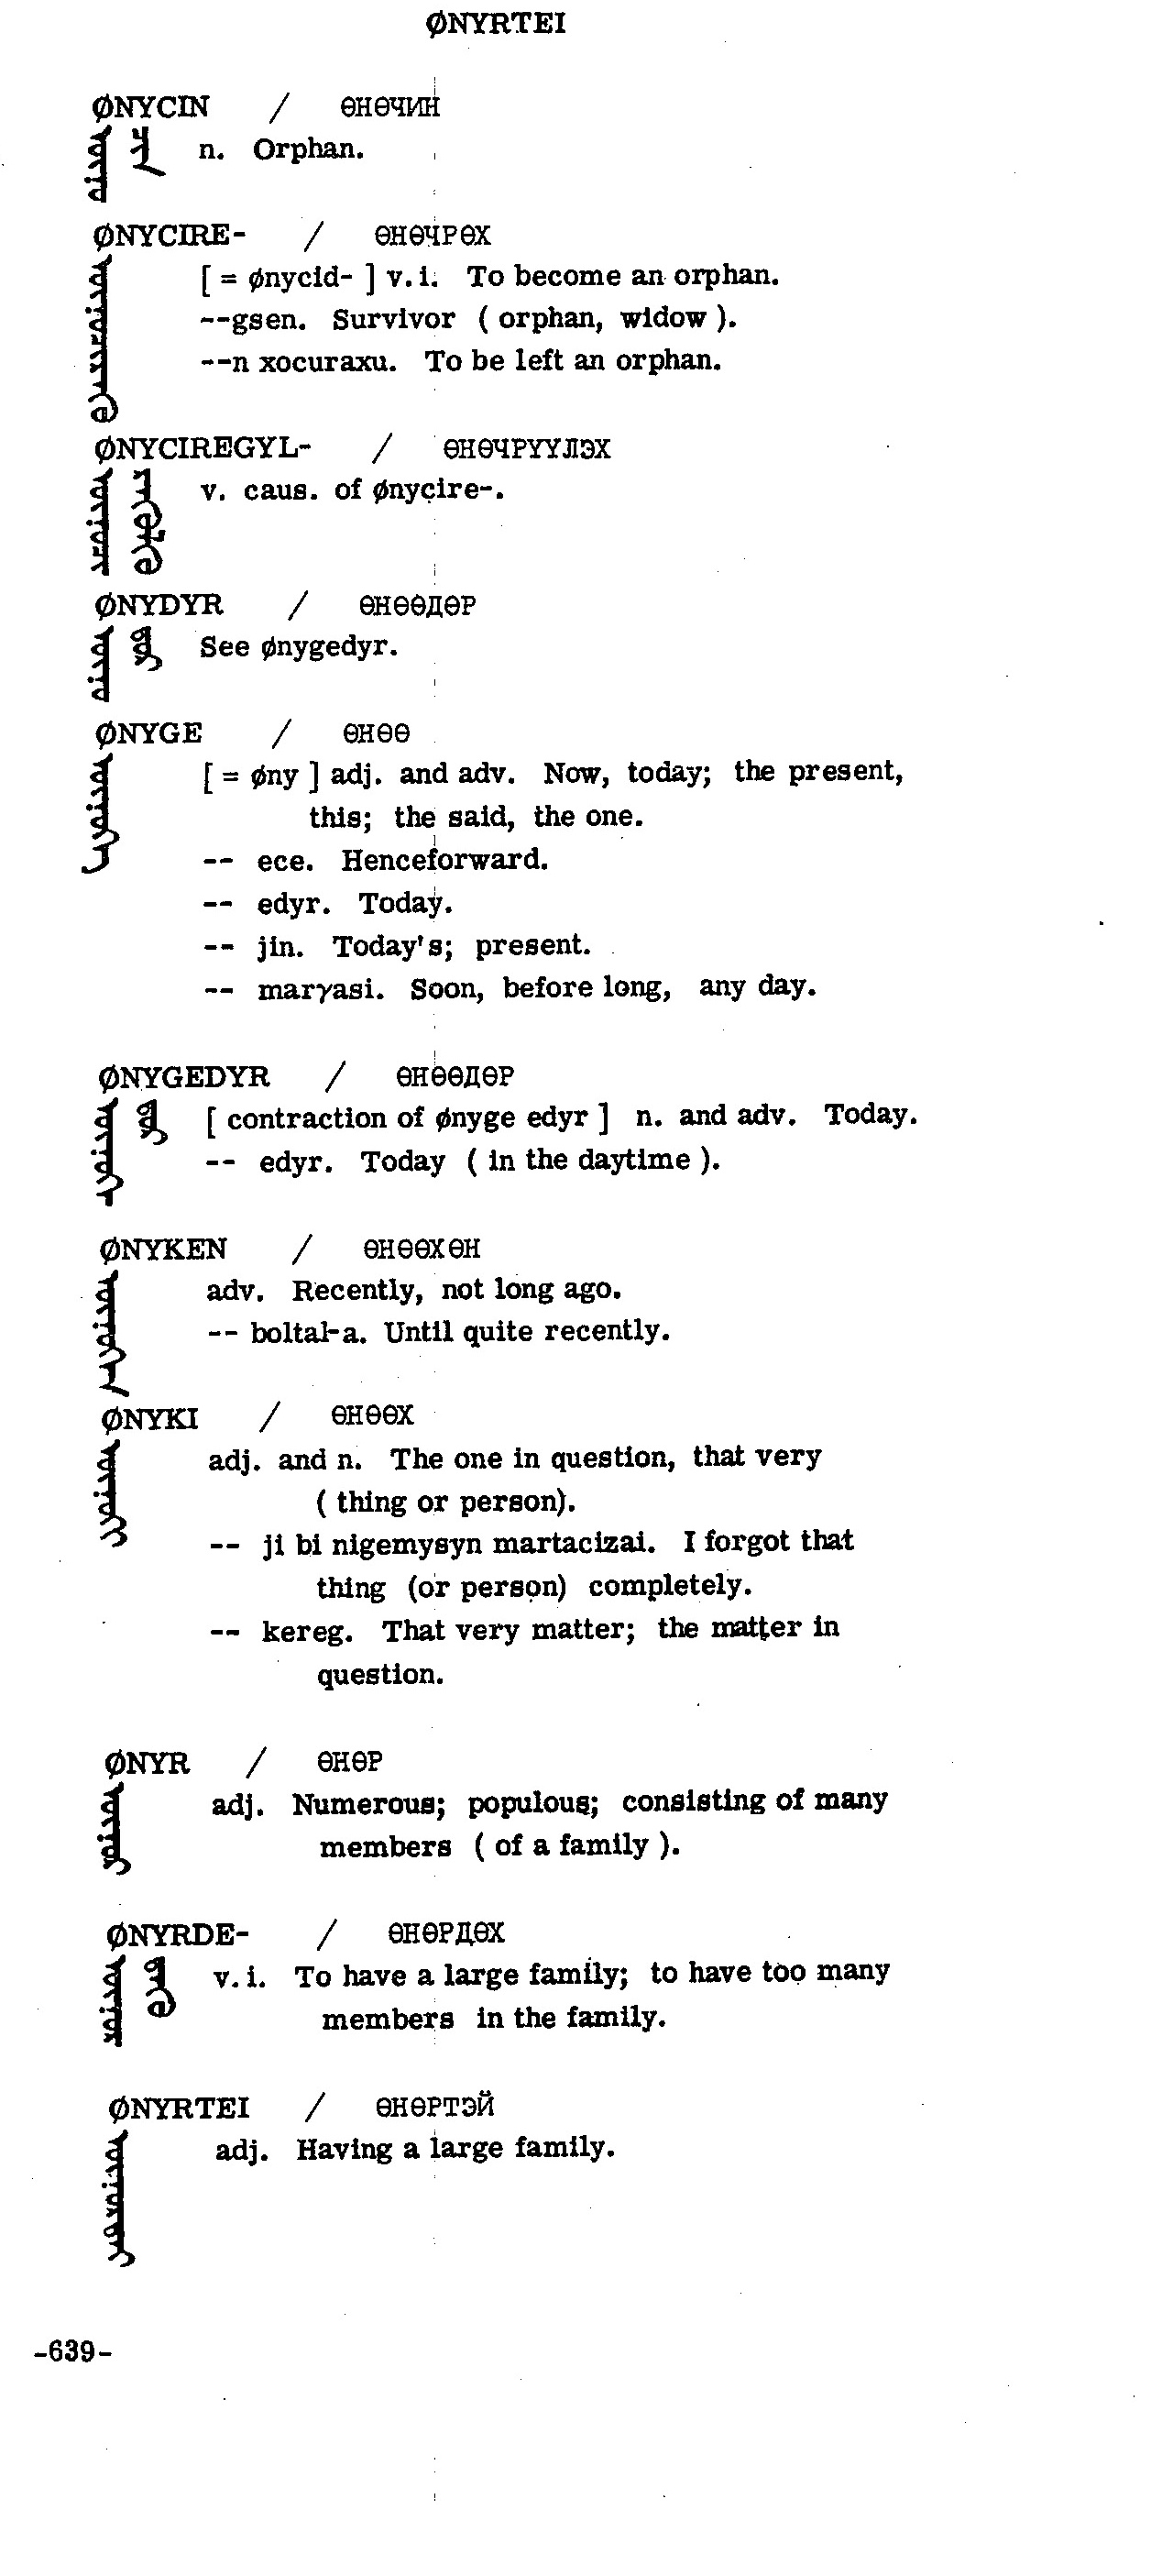 ØNYRTEI
ØNYCIN / ӨНӨЧИН
n. Orphan.
ØNYCIRE- / ӨНӨЧРӨХ
[ = ønycid- ] v.i. To become an orphan.
--gsen. Survivor ( orphan, widow ).
--n xocuraxu. To be left an orphan.
ØNYCIREGYL- / ӨНӨЧРҮҮЛЭХ
v. caus. of ønycire-.
ØNYDYR / ӨНӨӨДӨР
See ønygedyr.
ØNYGE / ӨНӨӨ
[ = øny ] adj. and adv. Now, today; the present,
this; the said, the one.
-- ece. Henceforward.
-- edyr. Today.
-- jin. Today's; present.
-- marγasi. Soon, before long, any day.
ØNYGEDYR / ӨНӨӨДӨР
[ contraction of ønyge edyr ] n. and adv. Today.
-- edyr. Today ( in the daytime ).
ØNYKEN / ӨНӨӨХӨН
adv. Recently, not long ago.
-- boltal-a. Until quite recently.
ØNYKI / ӨНӨӨХ
adj. and n. The one in question, that very
( thing or person).
-- ji bi nigemysyn martacizai. I forgot that
thing (or person) completely.
-- kereg. That very matter; the matter in
question.
ØNYR / ӨНӨР
adj. Numerous; populous; consisting of many
members ( of a family ).
ØNYRDE- / ӨНӨРДӨХ
v.i. To have a large family; to have too many
members in the family.
ØNYRTEI / ӨНӨРТЭЙ
adj. Having a large family.
-639-